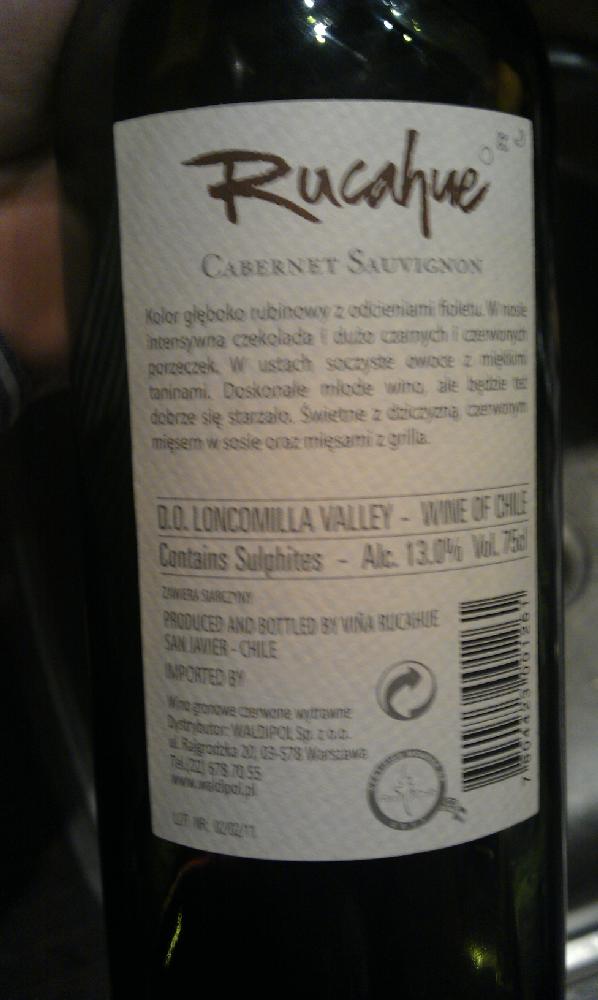 Rucahue
CABERNET SAUVIGNON
Kolor głęboko rubinowy z odcieniami fioletu. W nosie
intensywna czekolada i dużo czarnych i czerwonych
porzeczek. W ustach soczyste owoce z miękkimi
taninami. Doskonałe młode wino, ale będzie też
dobrze się starzało. Świetne z dziczyzną, czerwonym
mięsem w sosie oraz mięsami z grilla.
D.O. LONCOMILLA VALLEY - WINE OF CHILE
Contains Sulphites - Alc. 13.0% Vol. 75cl
ZAWIERA SIARCZYNY
PRODUCED AND BOTTLED BY VIÑA RUCAHUE
SAN JAVIER - CHILE
IMPORTED BY
Wino gronowe czerwone wytrawne
Dystrybutor: WALDIPOL Sp. z o.o.
ul. Rajgrodzka 20, 03-578 Warszawa
Tel.(22) 678 70 55
www.waldipol.pl
LOT NR: 02/02/11